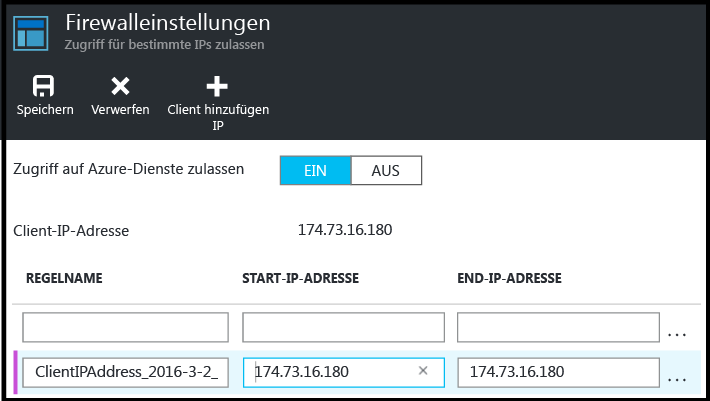 Firewalleinstellungen
Zugriff für bestimmte IPs zulassen
Speichern Verwerfen Client hinzufügen
IP
Zugriff auf Azure-Dienste zulassen EIN AUS
Client-IP-Adresse 174.73.16.180
REGELNAME START-IP-ADRESSE END-IP-ADRESSE
...
ClientIPAddress_2016-3-2_ 174.73.16.180 × 174.73.16.180 ...